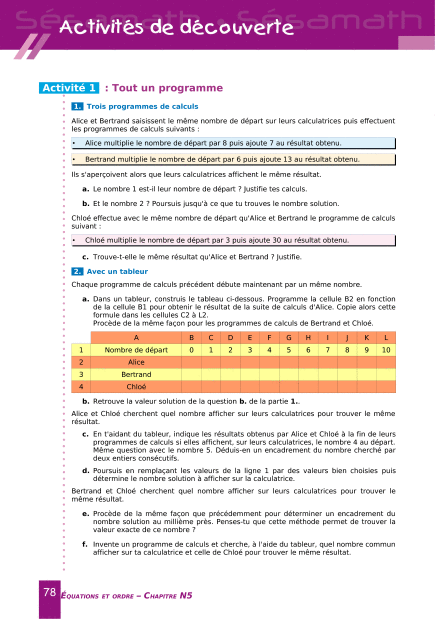 Sésamath - Sésamath
Activités de découverte
Activité 1 : Tout un programme
1. Trois programmes de calculs
Alice et Bertrand saisissent le même nombre de départ sur leurs calculatrices puis effectuent
les programmes de calculs suivants :
• Alice multiplie le nombre de départ par 8 puis ajoute 7 au résultat obtenu.
• Bertrand multiplie le nombre de départ par 6 puis ajoute 13 au résultat obtenu.
Ils s'aperçoivent alors que leurs calculatrices affichent le même résultat.
a. Le nombre 1 est-il leur nombre de départ ? Justifie tes calculs.
b. Et le nombre 2 ? Poursuis jusqu'à ce que tu trouves le nombre solution.
Chloé effectue avec le même nombre de départ qu'Alice et Bertrand le programme de calculs
suivant :
• Chloé multiplie le nombre de départ par 3 puis ajoute 30 au résultat obtenu.
c. Trouve-t-elle le même résultat qu'Alice et Bertrand ? Justifie.
2. Avec un tableur
Chaque programme de calculs précédent débute maintenant par un même nombre.
a. Dans un tableur, construis le tableau ci-dessous. Programme la cellule B2 en fonction
de la cellule B1 pour obtenir le résultat de la suite de calculs d'Alice. Copie alors cette
formule dans les cellules C2 à L2.
Procède de la même façon pour les programmes de calculs de Bertrand et Chloé.
A B C D E F G H I J K L
1 Nombre de départ 0 1 2 3 4 5 6 7 8 9 10
2 Alice
3 Bertrand
4 Chloé
b. Retrouve la valeur solution de la question b. de la partie 1..
Alice et Chloé cherchent quel nombre afficher sur leurs calculatrices pour trouver le même
résultat.
c. En t'aidant du tableur, indique les résultats obtenus par Alice et Chloé à la fin de leurs
programmes de calculs si elles affichent, sur leurs calculatrices, le nombre 4 au départ.
Même question avec le nombre 5. Déduis-en un encadrement du nombre cherché par
deux entiers consécutifs.
d. Poursuis en remplaçant les valeurs de la ligne 1 par des valeurs bien choisies puis
détermine le nombre solution à afficher sur la calculatrice.
Bertrand et Chloé cherchent quel nombre afficher sur leurs calculatrices pour trouver le
même résultat.
e. Procède de la même façon que précédemment pour déterminer un encadrement du
nombre solution au millième près. Penses-tu que cette méthode permet de trouver la
valeur exacte de ce nombre ?
f. Invente un programme de calculs et cherche, à l'aide du tableur, quel nombre commun
afficher sur ta calculatrice et celle de Chloé pour trouver le même résultat.
78 ÉQUATIONS ET ORDRE – CHAPITRE N5